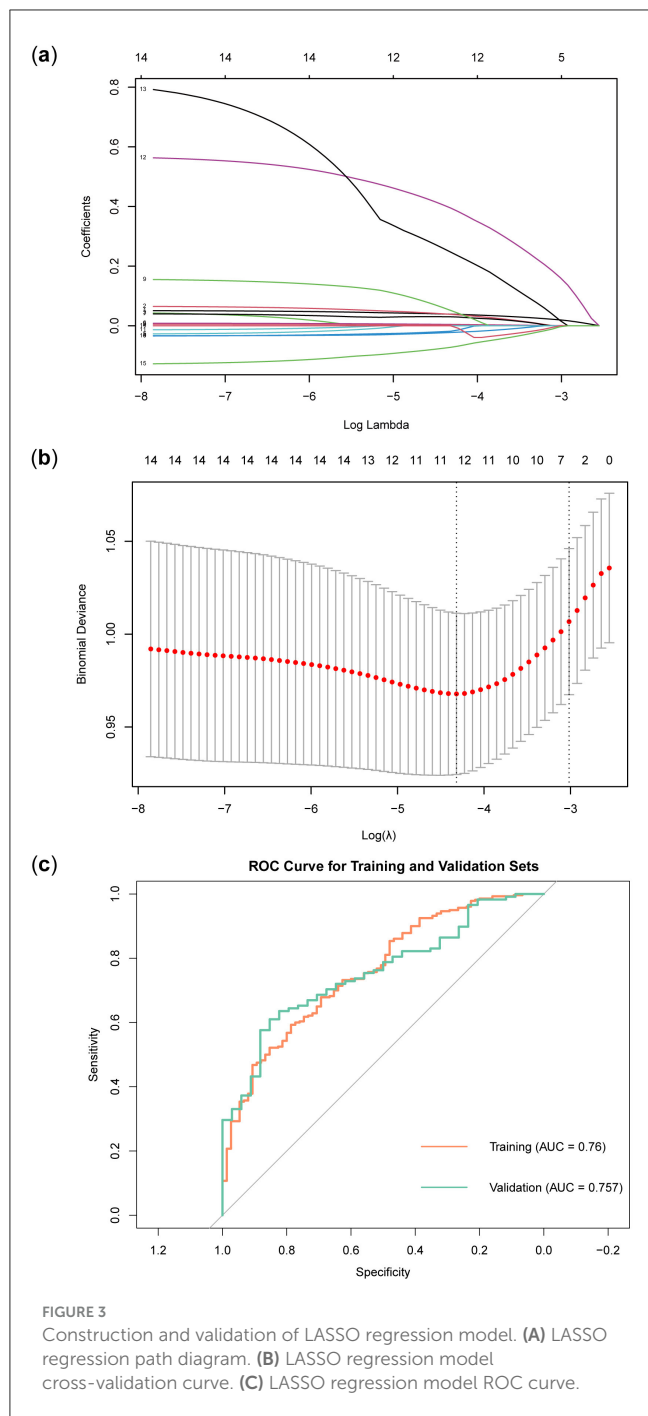 (a)
14 14 14 12 12 5
0.8
0.6
0.4
0.2
0.0
Coefficients
13
12
9
2
15
−8 −7 −6 −5 −4 −3
Log Lambda
(b)
14 14 14 14 14 14 14 14 13 12 11 11 12 11 10 10 7 2 0
1.05
1.00
0.95
Binomial Deviance
−8 −7 −6 −5 −4 −3
Log(λ)
(c)
ROC Curve for Training and Validation Sets
1.0
0.8
0.6
0.4
0.2
0.0
Sensitivity
Training (AUC = 0.76)
Validation (AUC = 0.757)
1.2 1.0 0.8 0.6 0.4 0.2 0.0 −0.2
Specificity
FIGURE 3
Construction and validation of LASSO regression model. (A) LASSO
regression path diagram. (B) LASSO regression model
cross-validation curve. (C) LASSO regression model ROC curve.